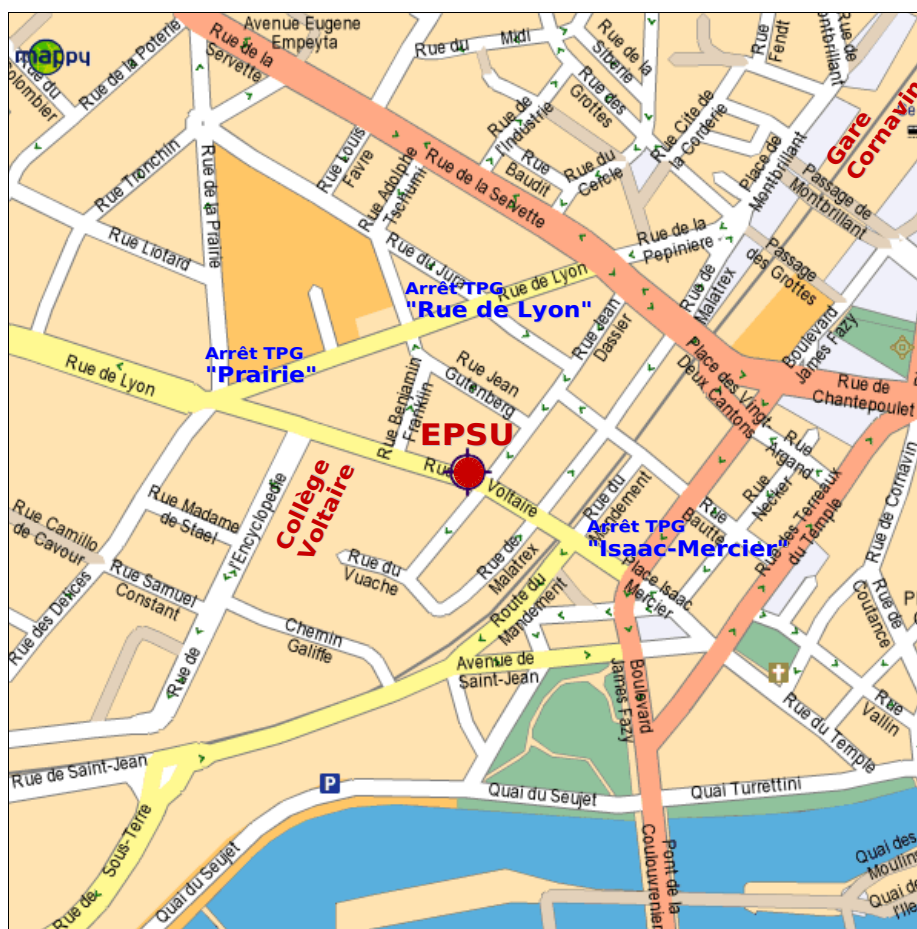 mappy
Avenue Eugene
Empeyta
Rue de la
Servette
Rue du Midi
Rue de la
Siberie
Rue
Fendt
Rue de
Montbrillant
Gare
Cornavin
Rue de la Poterie
Rue du
Colombier
Rue des
Grottes
Rue de
l'Industrie
Rue Cite de
la Corderie
Place de
Montbrillant
Passage de
Montbrillant
Rue Louis
Favre
Rue Adolphe
Tschumi
Rue
Baudit
Rue du
Cercle
Rue de la Servette
Rue Tronchin
Rue de la Prairie
Rue Liotard
Rue du Jura
Rue de la
Pepiniere
Passage
des Grottes
Rue de Lyon
Arrêt TPG
"Rue de Lyon"
Rue de
Malatrex
Rue Jean
Dassier
Boulevard
James Fazy
Arrêt TPG
"Prairie"
Rue de Lyon
Rue Jean
Gutenberg
Rue Benjamin
Franklin
Place des Vingt-
Deux Cantons
Rue de
Chantepoulet
EPSU
Rue
Voltaire
Collège
Voltaire
Rue
Argand
Rue
Necker
Rue du
Mandement
Rue
Bautte
Rue des Terreaux
du Temple
Rue de Cornavin
Arrêt TPG
"Isaac-Mercier"
Rue Madame
de Stael
Rue de
l'Encyclopedie
Rue Camillo
de Cavour
Rue Samuel
Constant
Rue du
Vuache
Rue de
Malatrex
Route du
Mandement
Place Isaac
Mercier
Rue de
Coutance
Rue des Delices
Chemin
Galiffe
Avenue de
Saint-Jean
Boulevard
James Fazy
Rue du Temple
Rue
Vallin
Rue de Saint-Jean
P
Quai du Seujet
Quai Turrettini
Rue de Sous-Terre
Quai du Seujet
Pont de la
Coulouvreniere
Quai des
Moulins
Quai de
l'Ile